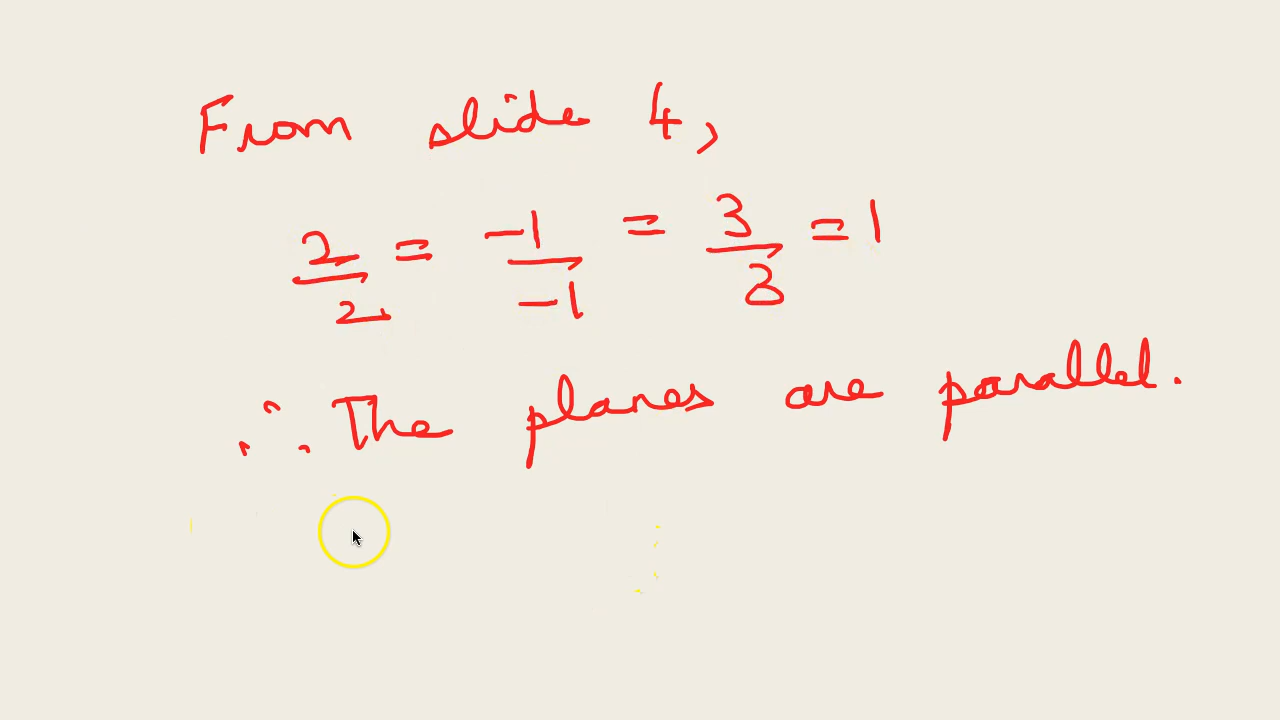 From slide 4,
2/2 = -1/-1 = 3/3 = 1
∴ The planes are parallel.